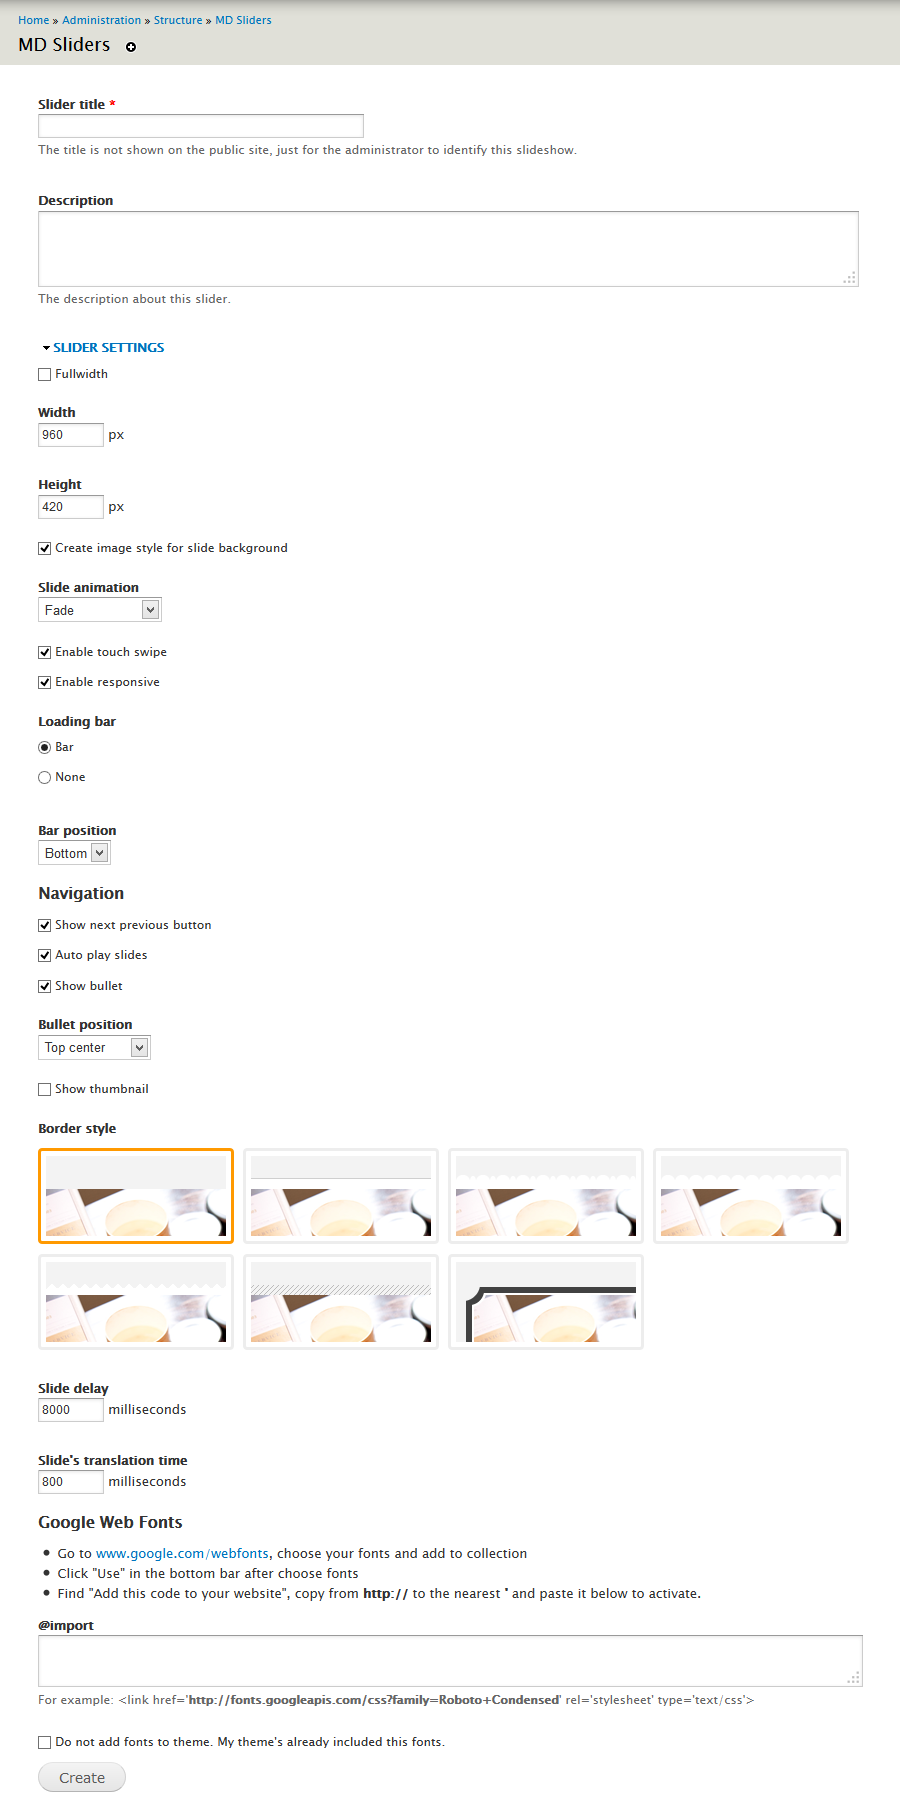 Home » Administration » Structure » MD Sliders
MD Sliders
Slider title *
The title is not shown on the public site, just for the administrator to identify this slideshow.
Description
The description about this slider.
SLIDER SETTINGS
Fullwidth
Width
960 px
Height
420 px
Create image style for slide background
Slide animation
Fade
Enable touch swipe
Enable responsive
Loading bar
Bar
None
Bar position
Bottom
Navigation
Show next previous button
Auto play slides
Show bullet
Bullet position
Top center
Show thumbnail
Border style
Slide delay
8000 milliseconds
Slide's translation time
800 milliseconds
Google Web Fonts
Go to www.google.com/webfonts, choose your fonts and add to collection
Click "Use" in the bottom bar after choose fonts
Find "Add this code to your website", copy from http:// to the nearest ' and paste it below to activate.
@import
For example: <link href='http://fonts.googleapis.com/css?family=Roboto+Condensed' rel='stylesheet' type='text/css'>
Do not add fonts to theme. My theme's already included this fonts.
Create